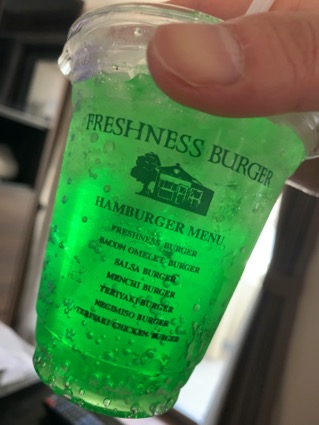 FRESHNESS BURGER
HAMBURGER MENU
FRESHNESS BURGER
BACON OMELET BURGER
SALSA BURGER
MENCHI BURGER
TERIYAKI BURGER
NEGIMISO BURGER
TERIYAKI CHICKEN BURGER